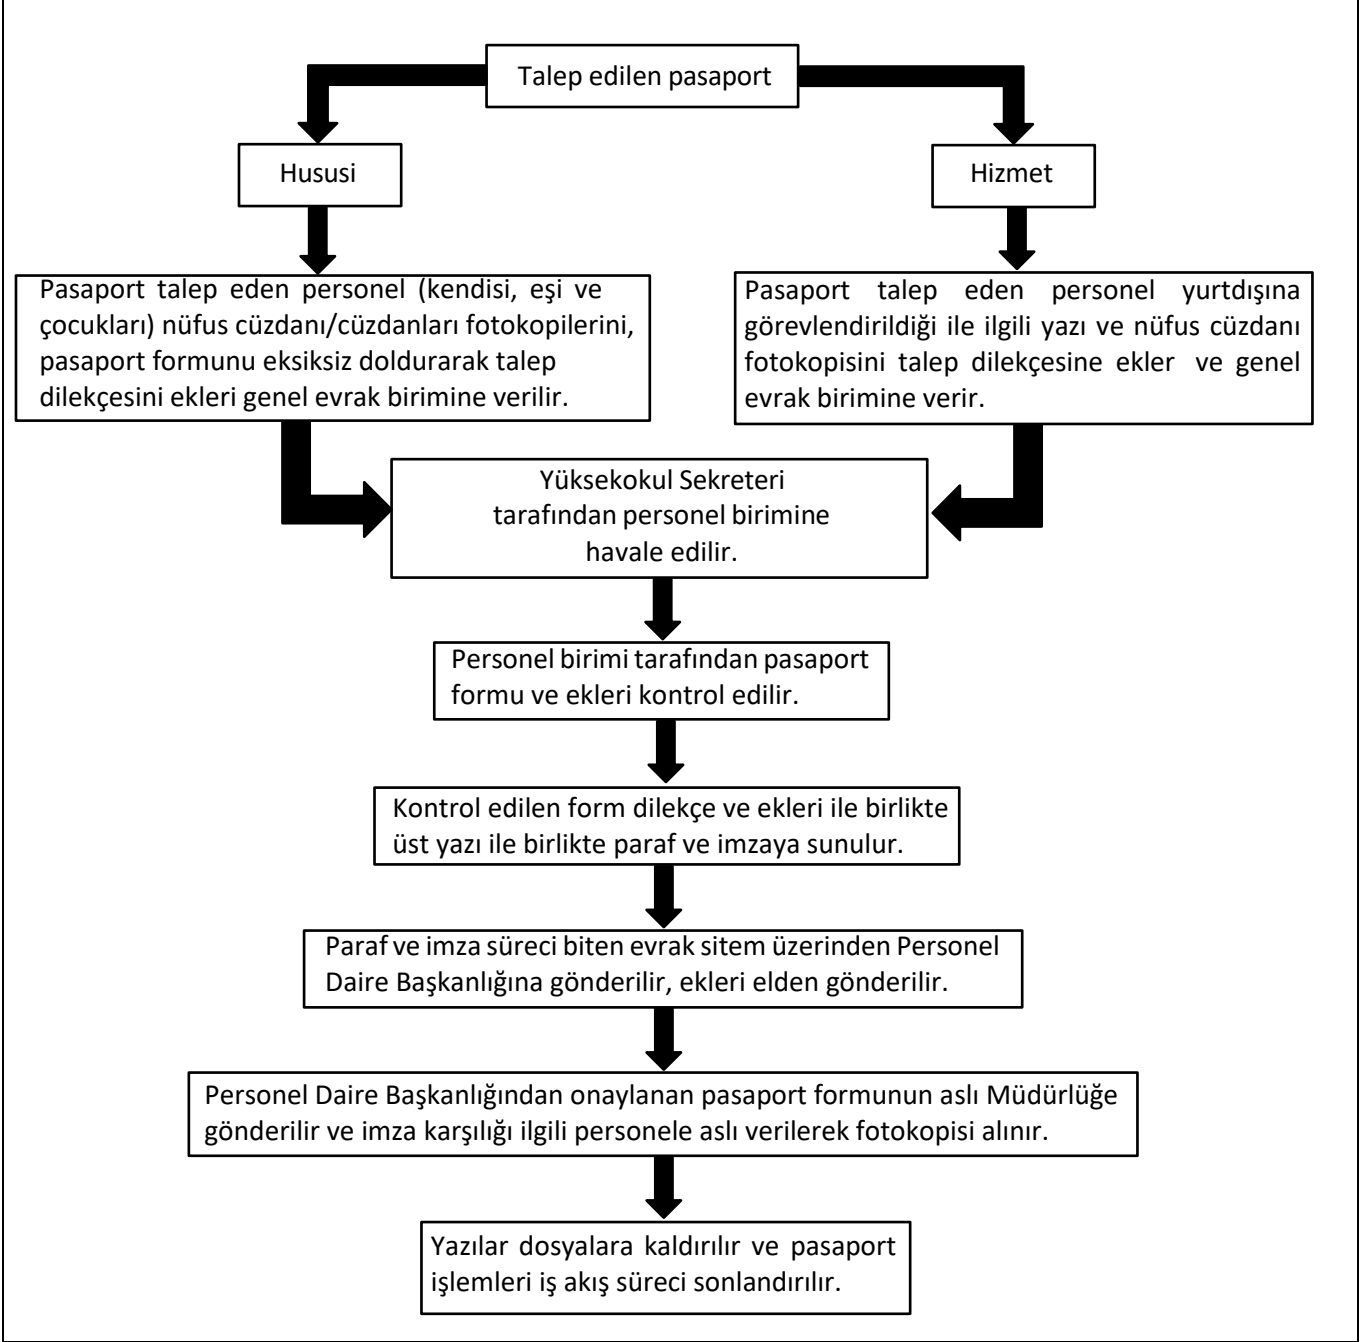 Talep edilen pasaport
Hususi
Hizmet
Pasaport talep eden personel (kendisi, eşi ve
çocukları) nüfus cüzdanı/cüzdanları fotokopilerini,
pasaport formunu eksiksiz doldurarak talep
dilekçesini ekleri genel evrak birimine verilir.
Pasaport talep eden personel yurtdışına
görevlendirildiği ile ilgili yazı ve nüfus cüzdanı
fotokopisini talep dilekçesine ekler ve genel
evrak birimine verir.
Yüksekokul Sekreteri
tarafından personel birimine
havale edilir.
Personel birimi tarafından pasaport
formu ve ekleri kontrol edilir.
Kontrol edilen form dilekçe ve ekleri ile birlikte
üst yazı ile birlikte paraf ve imzaya sunulur.
Paraf ve imza süreci biten evrak sitem üzerinden Personel
Daire Başkanlığına gönderilir, ekleri elden gönderilir.
Personel Daire Başkanlığından onaylanan pasaport formunun aslı Müdürlüğe
gönderilir ve imza karşılığı ilgili personele aslı verilerek fotokopisi alınır.
Yazılar dosyalara kaldırılır ve pasaport
işlemleri iş akış süreci sonlandırılır.